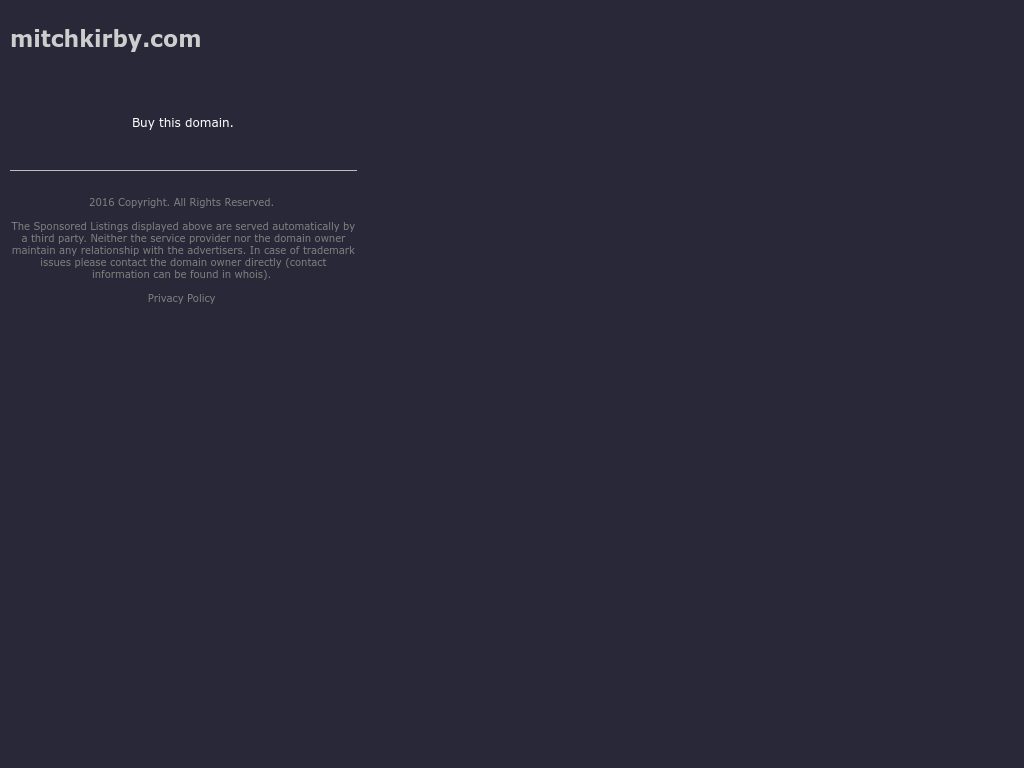 mitchkirby.com
Buy this domain.
2016 Copyright. All Rights Reserved.
The Sponsored Listings displayed above are served automatically by
a third party. Neither the service provider nor the domain owner
maintain any relationship with the advertisers. In case of trademark
issues please contact the domain owner directly (contact
information can be found in whois).
Privacy Policy